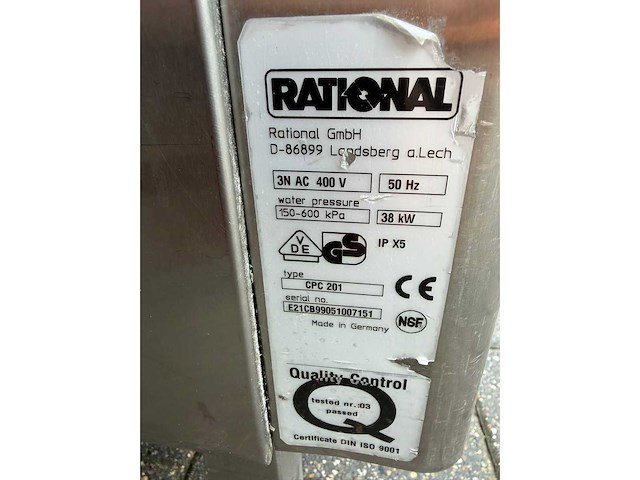 RATIONAL
Rational GmbH
D-86899 Landsberg a.Lech
3N AC 400 V 50 Hz
water pressure
150-600 kPa 38 kW
VDE GS IP X5
type
CPC 201 CE
serial no.
E21CB99051007151
Made in Germany NSF
Quality Control
Q
tested nr.:03
passed
Certificate DIN ISO 9001